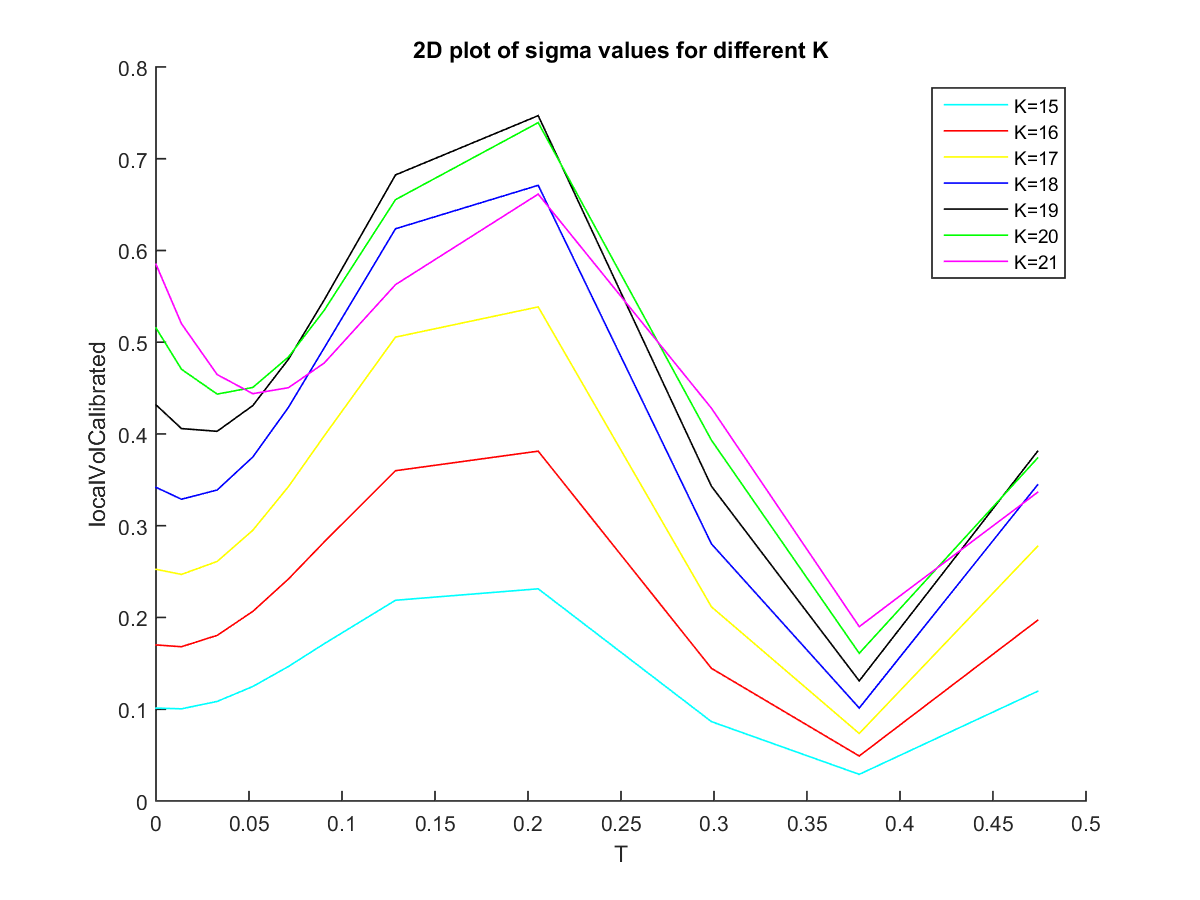 2D plot of sigma values for different K
0.8
0.7
0.6
0.5
0.4
0.3
0.2
0.1
0
localVolCalibrated
K=15
K=16
K=17
K=18
K=19
K=20
K=21
0 0.05 0.1 0.15 0.2 0.25 0.3 0.35 0.4 0.45 0.5
T